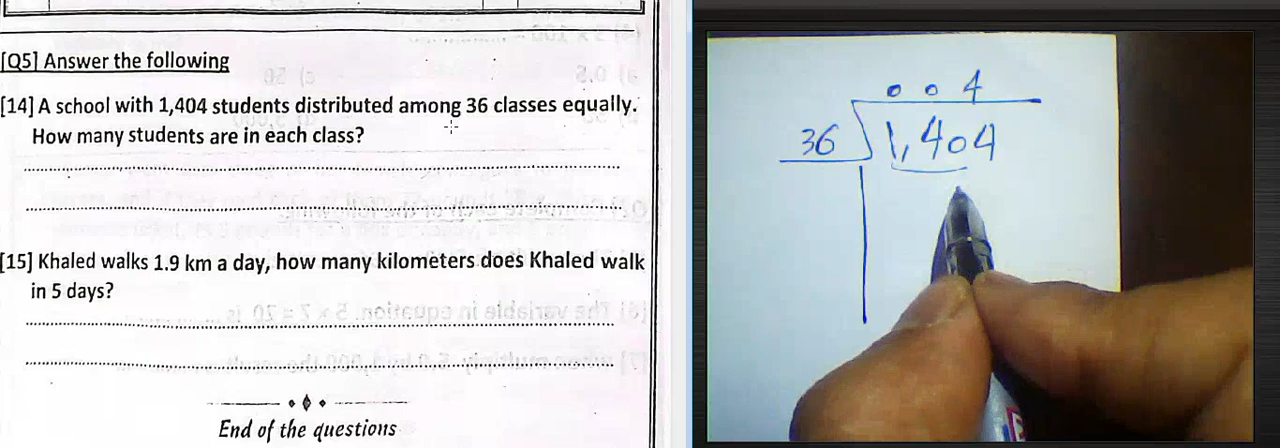 [Q5] Answer the following
[14] A school with 1,404 students distributed among 36 classes equally.
How many students are in each class?
[15] Khaled walks 1.9 km a day, how many kilometers does Khaled walk
in 5 days?
End of the questions
0 0 4
36 1,404